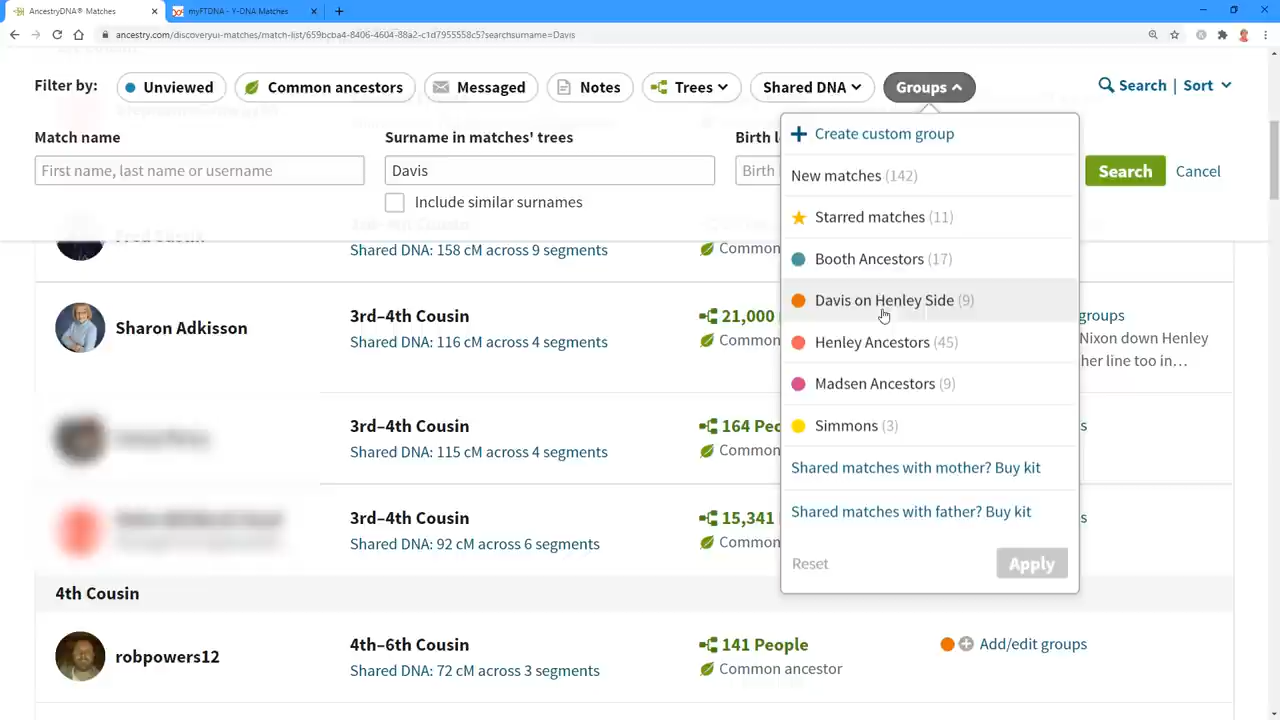 AncestryDNA® Matches
myFTDNA - Y-DNA Matches
ancestry.com/discoveryui-matches/match-list/659bcba4-8406-4604-88a2-c1d7955558c5?searchsurname=Davis
Filter by:
Unviewed
Common ancestors
Messaged
Notes
Trees
Shared DNA
Groups
Search | Sort
Match name
Surname in matches' trees
Birth l
First name, last name or username
Davis
Birth
Search
Cancel
Include similar surnames
Create custom group
New matches (142)
Starred matches (11)
Booth Ancestors (17)
Davis on Henley Side (9)
Henley Ancestors (45)
Madsen Ancestors (9)
Simmons (3)
Shared matches with mother? Buy kit
Shared matches with father? Buy kit
Reset
Apply
3rd–4th Cousin
Shared DNA: 158 cM across 9 segments
Common
Sharon Adkisson
3rd–4th Cousin
Shared DNA: 116 cM across 4 segments
21,000
Common
groups
Nixon down Henley
her line too in…
3rd–4th Cousin
Shared DNA: 115 cM across 4 segments
164 Peo
Common
s
3rd–4th Cousin
Shared DNA: 92 cM across 6 segments
15,341
Common
s
4th Cousin
robpowers12
4th–6th Cousin
Shared DNA: 72 cM across 3 segments
141 People
Common ancestor
Add/edit groups